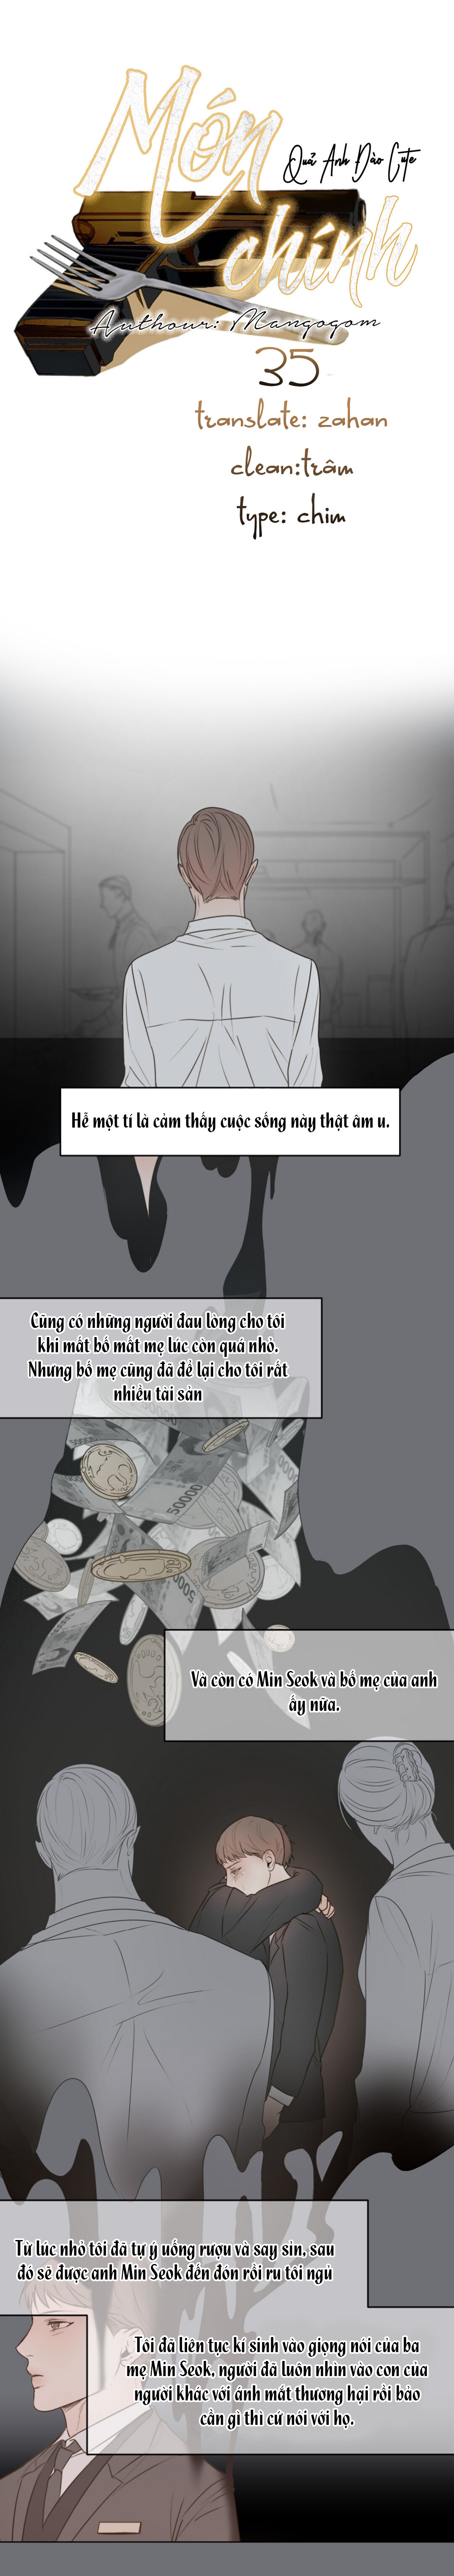 Món
Quả Anh Đào Cute
chính
Authour: Mangogom
35
translate: zahan
clean:trâm
type: chim
Hễ một tí là cảm thấy cuộc sống này thật âm u.
Cũng có những người đau lòng cho tôi
khi mất bố mất mẹ lúc còn quá nhỏ.
Nhưng bố mẹ cũng đã để lại cho tôi rất
nhiều tài sản
50000
Và còn có Min Seok và bố mẹ của anh
ấy nữa.
Từ lúc nhỏ tôi đã tự ý uống rượu và say sỉn, sau
đó sẽ được anh Min Seok đến đón rồi ru tôi ngủ
Tôi đã liên tục kí sinh vào giọng nói của ba
mẹ Min Seok, người đã luôn nhìn vào con của
người khác với ánh mắt thương hại rồi bảo
cần gì thì cứ nói với họ.